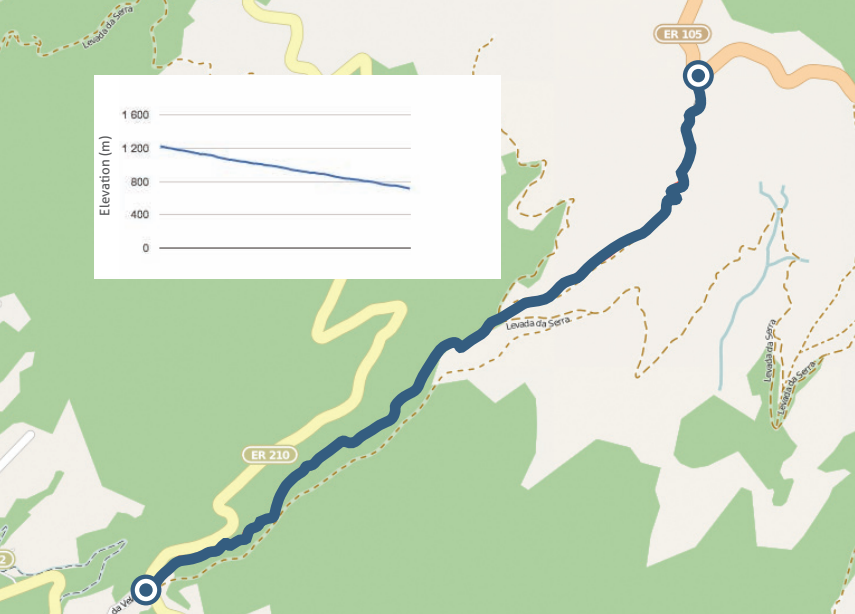 Levada da Serra
ER 105
Elevation (m)
1 600
1 200
800
400
0
Levada da Serra
Levada da Serra
Levada da Serra
ER 210
2